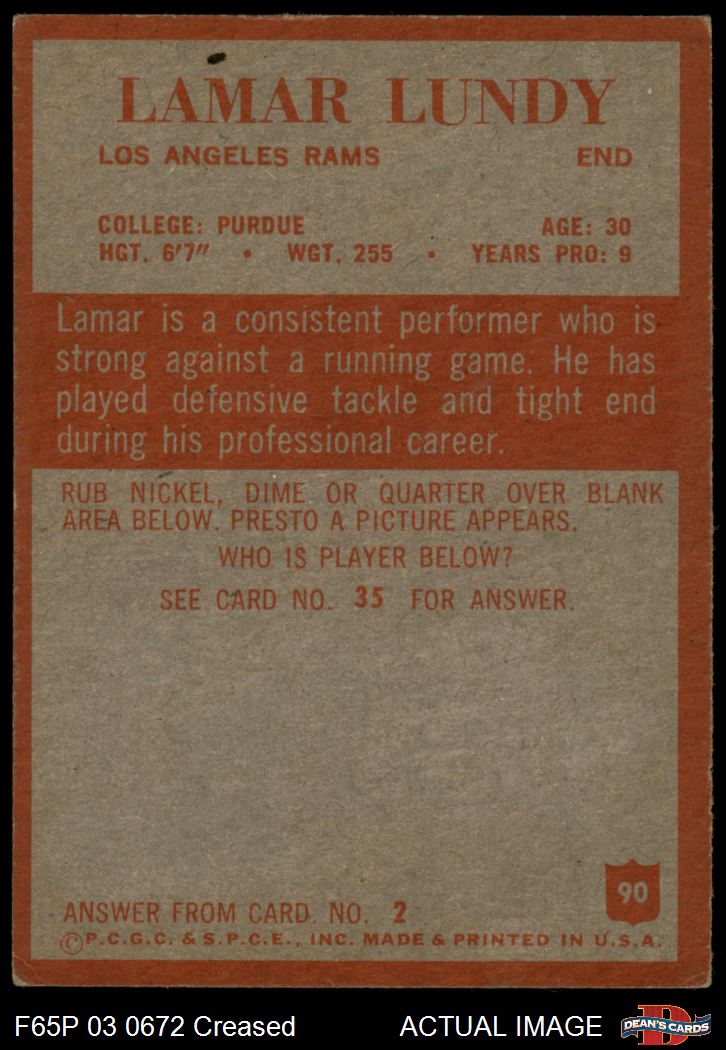 LAMAR LUNDY
LOS ANGELES RAMS END
COLLEGE: PURDUE AGE: 30
HGT. 6'7" • WGT. 255 • YEARS PRO: 9
Lamar is a consistent performer who is
strong against a running game. He has
played defensive tackle and tight end
during his professional career.
RUB NICKEL, DIME OR QUARTER OVER BLANK
AREA BELOW. PRESTO A PICTURE APPEARS.
WHO IS PLAYER BELOW?
SEE CARD NO. 35 FOR ANSWER.
90
ANSWER FROM CARD. NO. 2
©P.C.G.C. & S.P.C.E., INC. MADE & PRINTED IN U.S.A.
F65P 03 0672 Creased ACTUAL IMAGE
D
DEAN'S CARDS